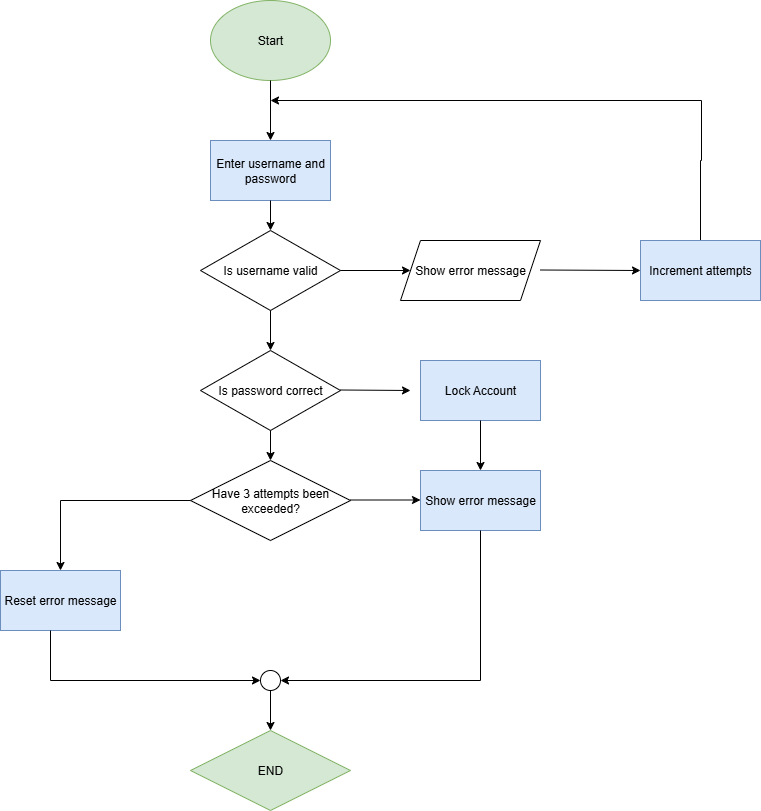 Start
Enter username and
password
Is username valid
Show error message
Increment attempts
Is password correct
Lock Account
Have 3 attempts been
exceeded?
Show error message
Reset error message
END